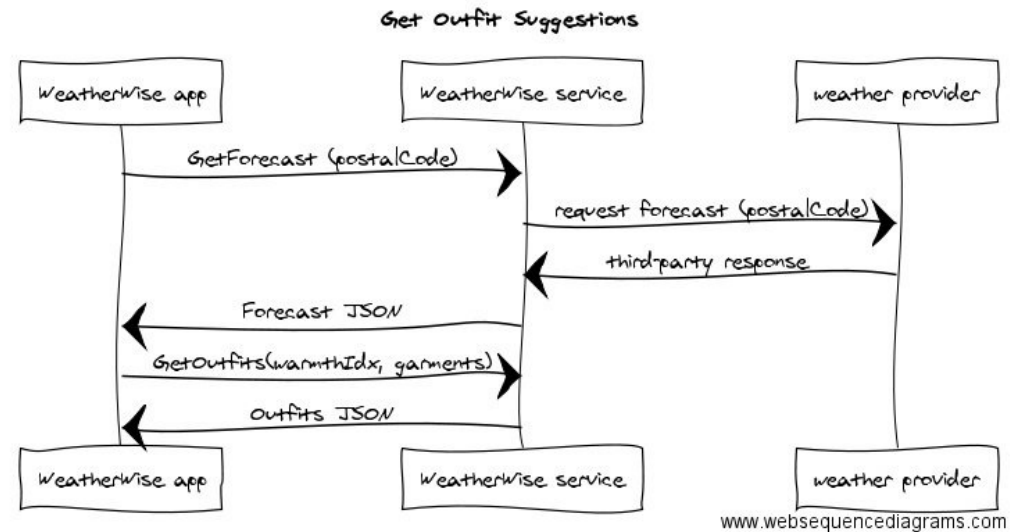 Get Outfit Suggestions
WeatherWise app
WeatherWise service
weather provider
GetForecast (postalCode)
request forecast (postalCode)
third-party response
Forecast JSON
GetOutfits(warmthIdx, garments)
Outfits JSON
WeatherWise app
WeatherWise service
weather provider
www.websequencediagrams.com